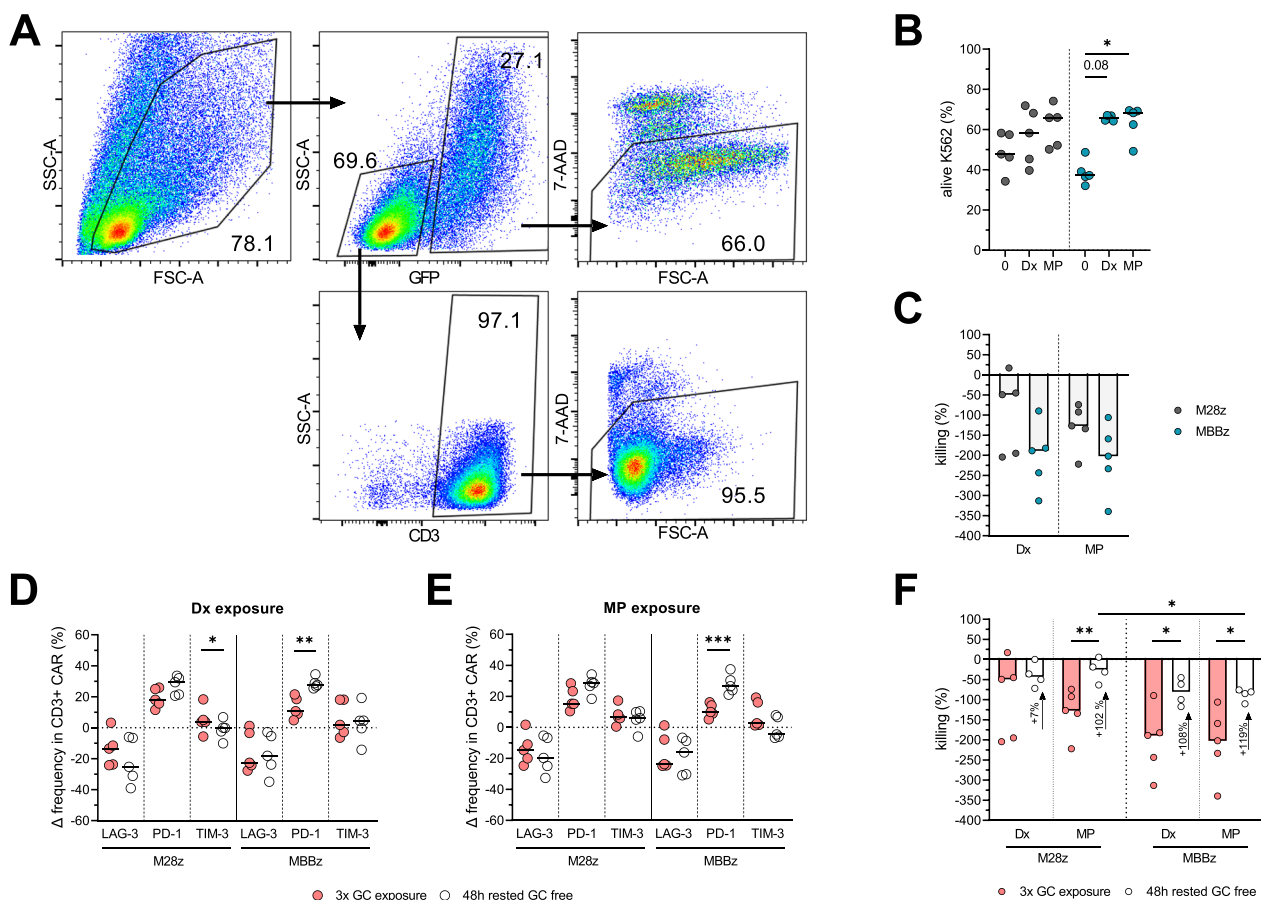 A
SSC-A
78.1
FSC-A
SSC-A
27.1
69.6
GFP
7-AAD
66.0
FSC-A
SSC-A
97.1
CD3
7-AAD
95.5
FSC-A
B
alive K562 (%)
100
80
60
40
20
0
0.08
*
0 Dx MP 0 Dx MP
C
killing (%)
100
50
0
-50
-100
-150
-200
-250
-300
-350
-400
Dx MP
M28z
MBBz
D
Dx exposure
Δ frequency in CD3+ CAR (%)
60
40
20
0
-20
-40
-60
*
**
LAG-3 PD-1 TIM-3 LAG-3 PD-1 TIM-3
M28z MBBz
E
MP exposure
Δ frequency in CD3+ CAR (%)
60
40
20
0
-20
-40
-60
***
LAG-3 PD-1 TIM-3 LAG-3 PD-1 TIM-3
M28z MBBz
3x GC exposure 48h rested GC free
F
killing (%)
100
50
0
-50
-100
-150
-200
-250
-300
-350
-400
*
** * *
+7%
+102 %
+108%
+119%
Dx MP Dx MP
M28z MBBz
3x GC exposure 48h rested GC free